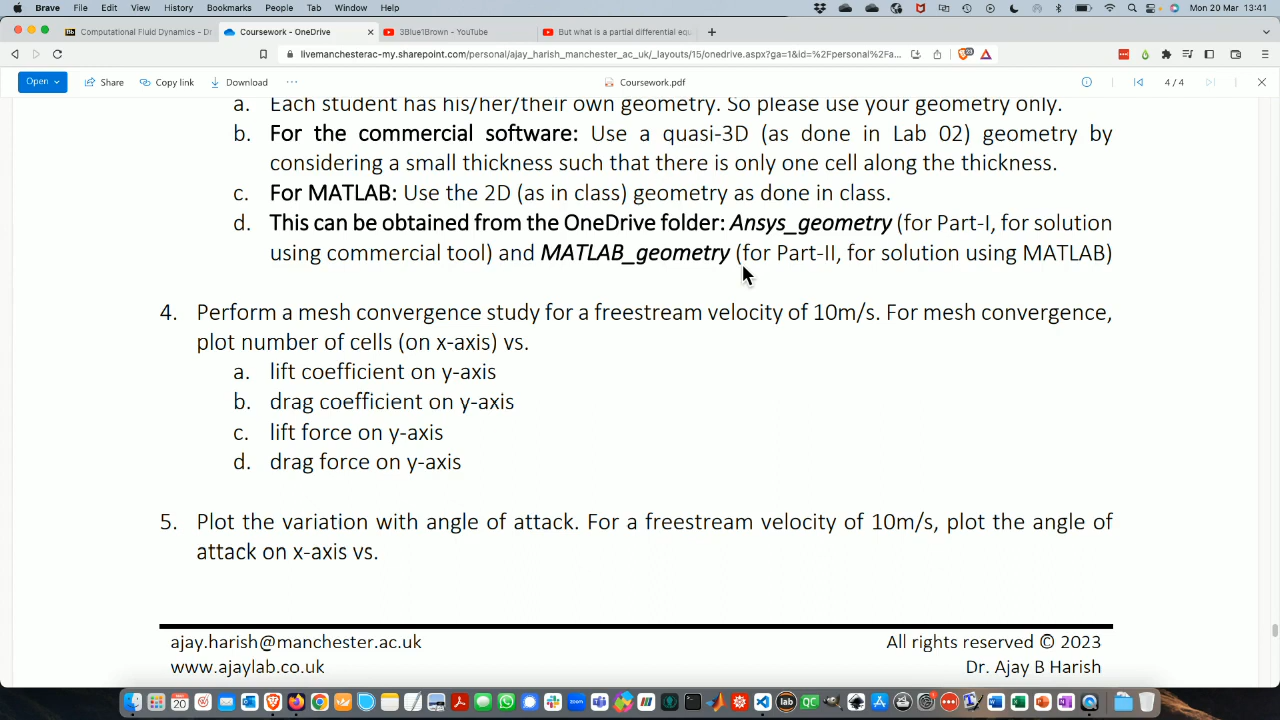 Brave File Edit View History Bookmarks People Tab Window Help Mon 20 Mar 13:41
Computational Fluid Dynamics - Dr Coursework - OneDrive 3Blue1Brown - YouTube But what is a partial differential equ
livemanchesterac-my.sharepoint.com/personal/ajay_harish_manchester_ac_uk/_layouts/15/onedrive.aspx?ga=1&id=%2Fpersonal%2Fa...
Open Share Copy link Download ... Coursework.pdf 4/4
a. Each student has his/her/their own geometry. So please use your geometry only.
b. For the commercial software: Use a quasi-3D (as done in Lab 02) geometry by
considering a small thickness such that there is only one cell along the thickness.
c. For MATLAB: Use the 2D (as in class) geometry as done in class.
d. This can be obtained from the OneDrive folder: Ansys_geometry (for Part-I, for solution
using commercial tool) and MATLAB_geometry (for Part-II, for solution using MATLAB)
4. Perform a mesh convergence study for a freestream velocity of 10m/s. For mesh convergence,
plot number of cells (on x-axis) vs.
a. lift coefficient on y-axis
b. drag coefficient on y-axis
c. lift force on y-axis
d. drag force on y-axis
5. Plot the variation with angle of attack. For a freestream velocity of 10m/s, plot the angle of
attack on x-axis vs.
ajay.harish@manchester.ac.uk All rights reserved © 2023
www.ajaylab.co.uk Dr. Ajay B Harish